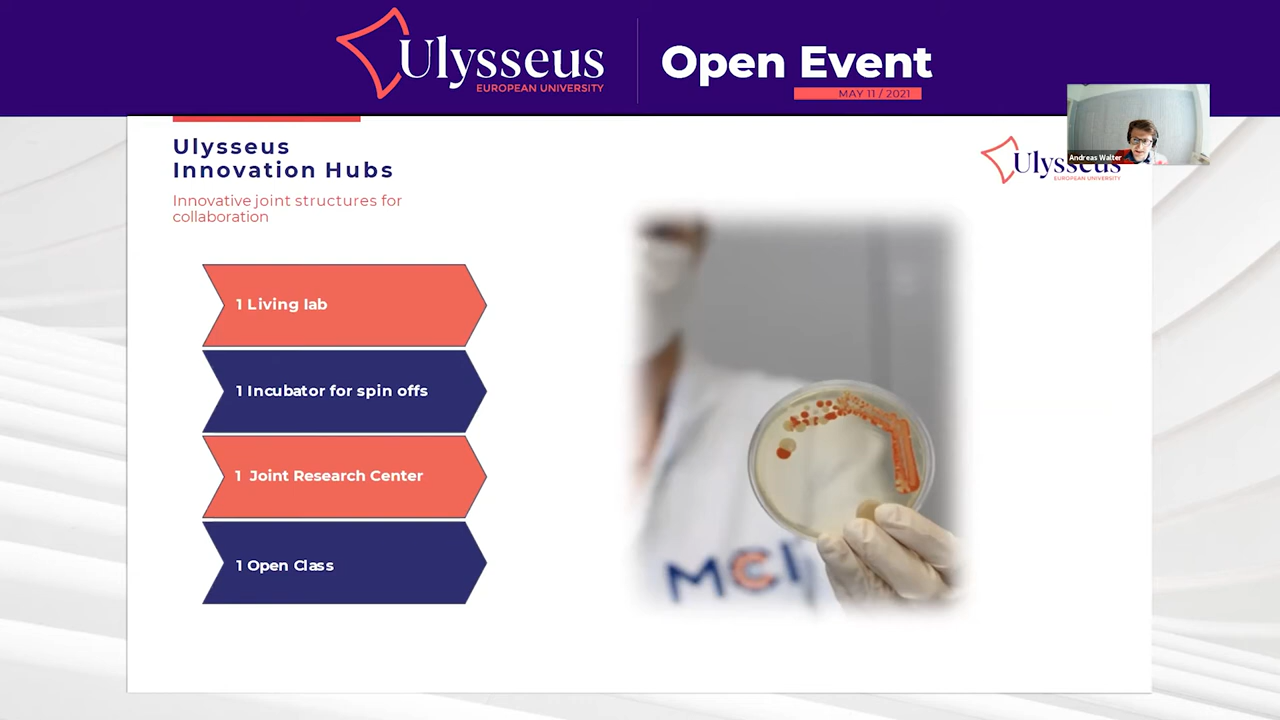 Ulysseus
EUROPEAN UNIVERSITY
Open Event
MAY 11 / 2021
Andreas Walter
Ulysseus
EUROPEAN UNIVERSITY
Ulysseus
Innovation Hubs
Innovative joint structures for
collaboration
1 Living lab
1 Incubator for spin offs
1 Joint Research Center
1 Open Class
MCI